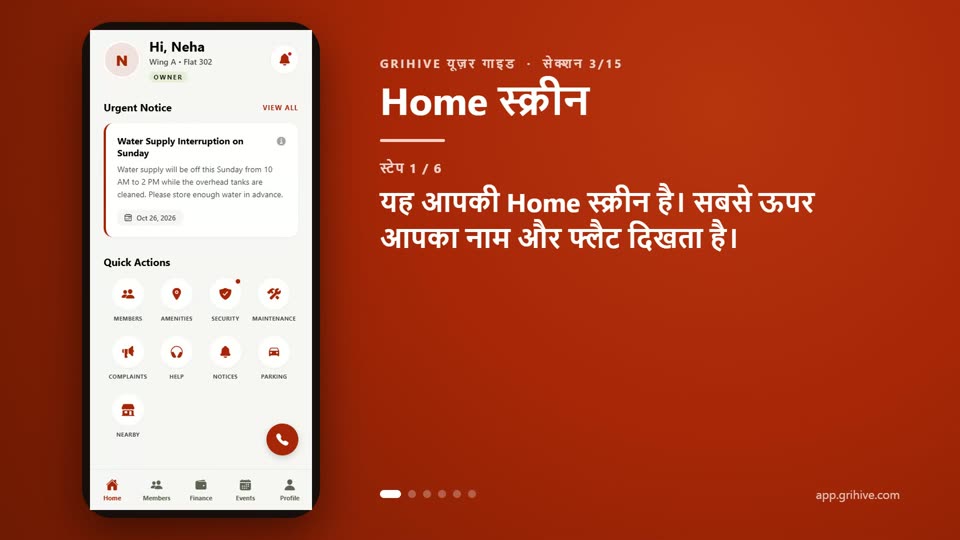 N
Hi, Neha
Wing A • Flat 302
OWNER
Urgent Notice
VIEW ALL
Water Supply Interruption on
Sunday
Water supply will be off this Sunday from 10
AM to 2 PM while the overhead tanks are
cleaned. Please store enough water in advance.
Oct 26, 2026
Quick Actions
MEMBERS
AMENITIES
SECURITY
MAINTENANCE
COMPLAINTS
HELP
NOTICES
PARKING
NEARBY
Home
Members
Finance
Events
Profile
GRIHIVE यूज़र गाइड · सेक्शन 3/15
Home स्क्रीन
स्टेप 1 / 6
यह आपकी Home स्क्रीन है। सबसे ऊपर
आपका नाम और फ्लैट दिखता है।
app.grihive.com